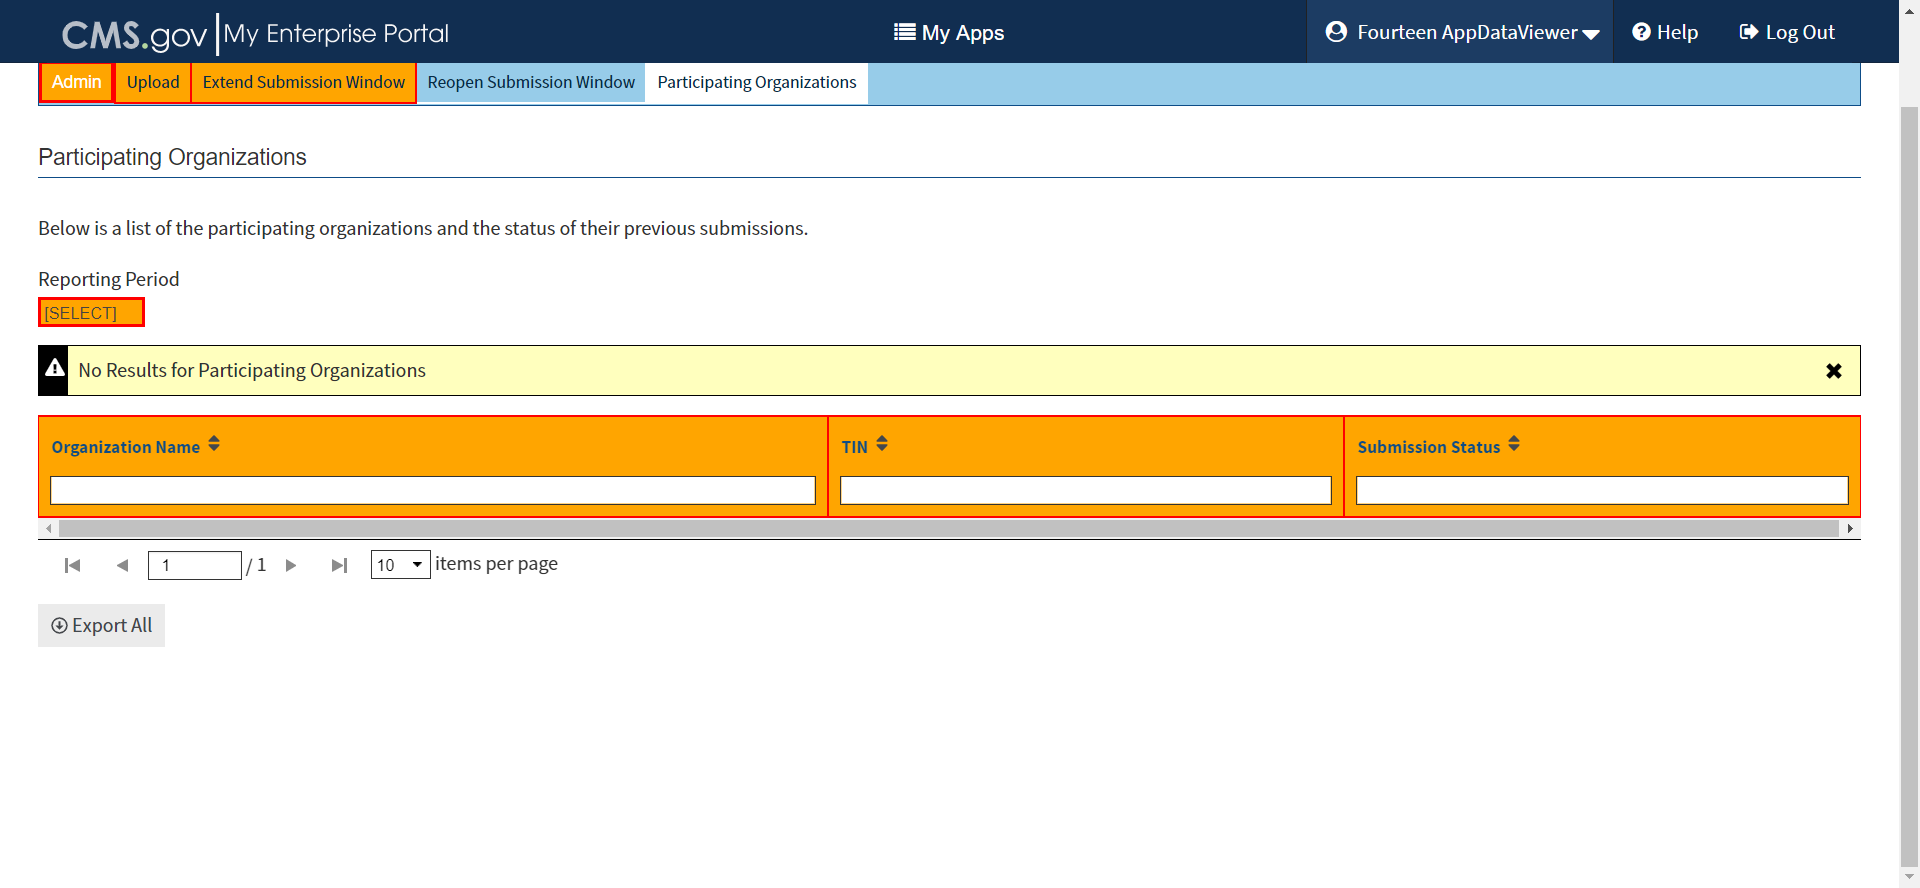 CMS.gov My Enterprise Portal My Apps Fourteen AppDataViewer Help Log Out
Admin Upload Extend Submission Window Reopen Submission Window Participating Organizations
Participating Organizations
Below is a list of the participating organizations and the status of their previous submissions.
Reporting Period
[SELECT]
No Results for Participating Organizations
Organization Name TIN Submission Status
1 / 1 10 items per page
Export All